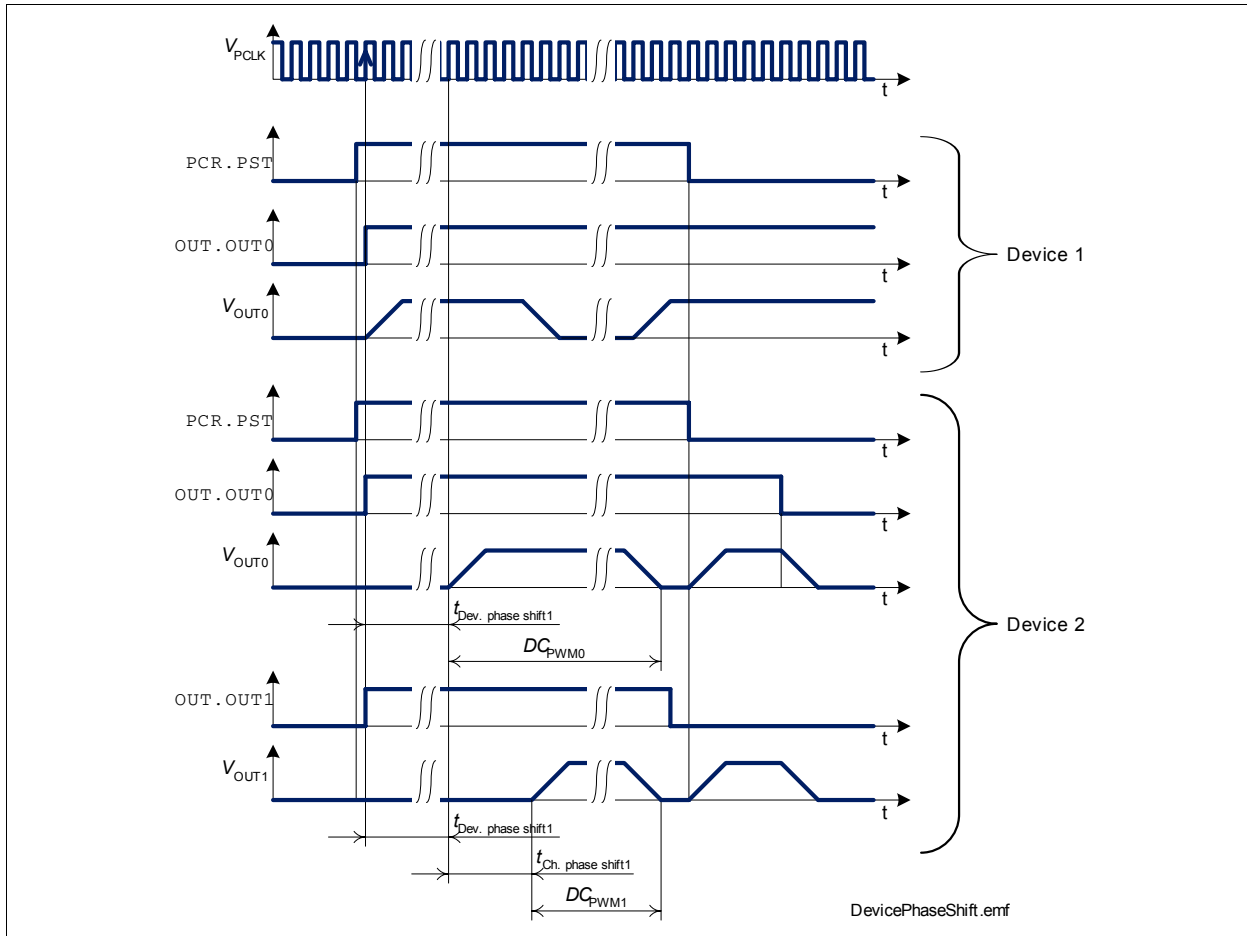 VPCLK
t
PCR.PST
t
OUT.OUT0
t
VOUT0
t
Device 1
PCR.PST
t
OUT.OUT0
t
VOUT0
t
tDev. phase shift1
DCPWM0
Device 2
OUT.OUT1
t
VOUT1
t
tDev. phase shift1
tCh. phase shift1
DCPWM1
DevicePhaseShift.emf